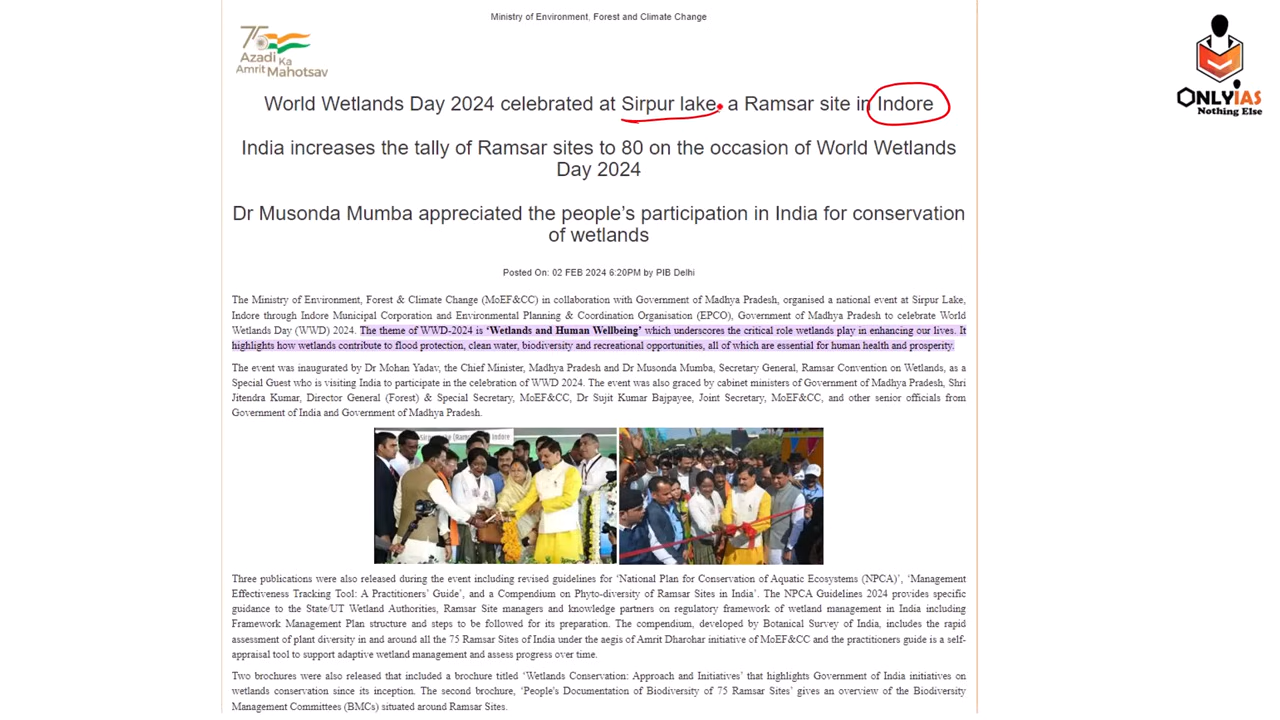 Ministry of Environment, Forest and Climate Change
75
Azadi Ka
Amrit Mahotsav
ONLYIAS
Nothing Else
World Wetlands Day 2024 celebrated at Sirpur lake, a Ramsar site in Indore
India increases the tally of Ramsar sites to 80 on the occasion of World Wetlands
Day 2024
Dr Musonda Mumba appreciated the people's participation in India for conservation
of wetlands
Posted On: 02 FEB 2024 6:20PM by PIB Delhi
The Ministry of Environment, Forest & Climate Change (MoEF&CC) in collaboration with Government of Madhya Pradesh, organised a national event at Sirpur Lake,
Indore through Indore Municipal Corporation and Environmental Planning & Coordination Organisation (EPCO), Government of Madhya Pradesh to celebrate World
Wetlands Day (WWD) 2024. The theme of WWD-2024 is ‘Wetlands and Human Wellbeing’ which underscores the critical role wetlands play in enhancing our lives. It
highlights how wetlands contribute to flood protection, clean water, biodiversity and recreational opportunities, all of which are essential for human health and prosperity.
The event was inaugurated by Dr Mohan Yadav, the Chief Minister, Madhya Pradesh and Dr Musonda Mumba, Secretary General, Ramsar Convention on Wetlands, as a
Special Guest who is visiting India to participate in the celebration of WWD 2024. The event was also graced by cabinet ministers of Government of Madhya Pradesh, Shri
Jitendra Kumar, Director General (Forest) & Special Secretary, MoEF&CC, Dr Sujit Kumar Bajpayee, Joint Secretary, MoEF&CC, and other senior officials from
Government of India and Government of Madhya Pradesh.
Indore
Three publications were also released during the event including revised guidelines for ‘National Plan for Conservation of Aquatic Ecosystems (NPCA)’, ‘Management
Effectiveness Tracking Tool: A Practitioners’ Guide’, and a Compendium on Phyto-diversity of Ramsar Sites in India’. The NPCA Guidelines 2024 provides specific
guidance to the State/UT Wetland Authorities, Ramsar Site managers and knowledge partners on regulatory framework of wetland management in India including
Framework Management Plan structure and steps to be followed for its preparation. The compendium, developed by Botanical Survey of India, includes the rapid
assessment of plant diversity in and around all the 75 Ramsar Sites of India under the aegis of Amrit Dharohar initiative of MoEF&CC and the practitioners guide is a self-
appraisal tool to support adaptive wetland management and assess progress over time.
Two brochures were also released that included a brochure titled ‘Wetlands Conservation: Approach and Initiatives’ that highlights Government of India initiatives on
wetlands conservation since its inception. The second brochure, ‘People's Documentation of Biodiversity of 75 Ramsar Sites’ gives an overview of the Biodiversity
Management Committees (BMCs) situated around Ramsar Sites.